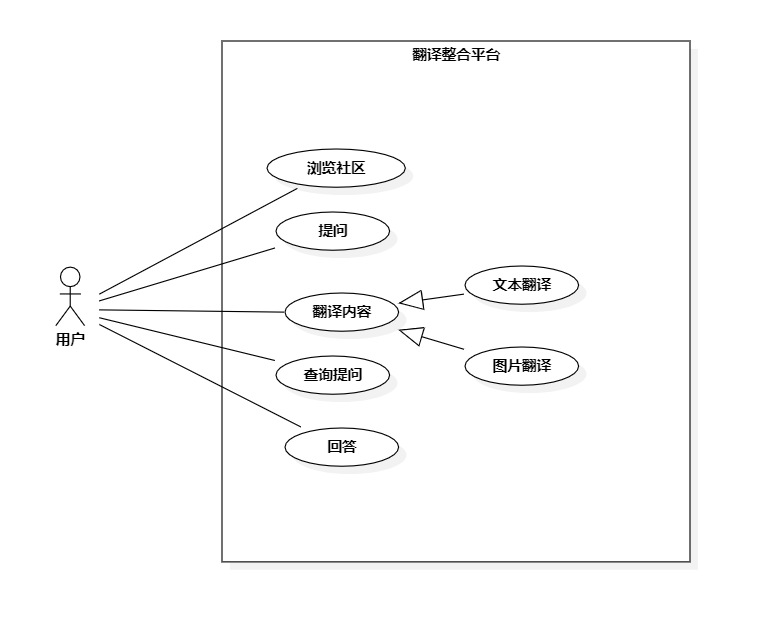 翻译整合平台
浏览社区
提问
文本翻译
翻译内容
用户
图片翻译
查询提问
回答